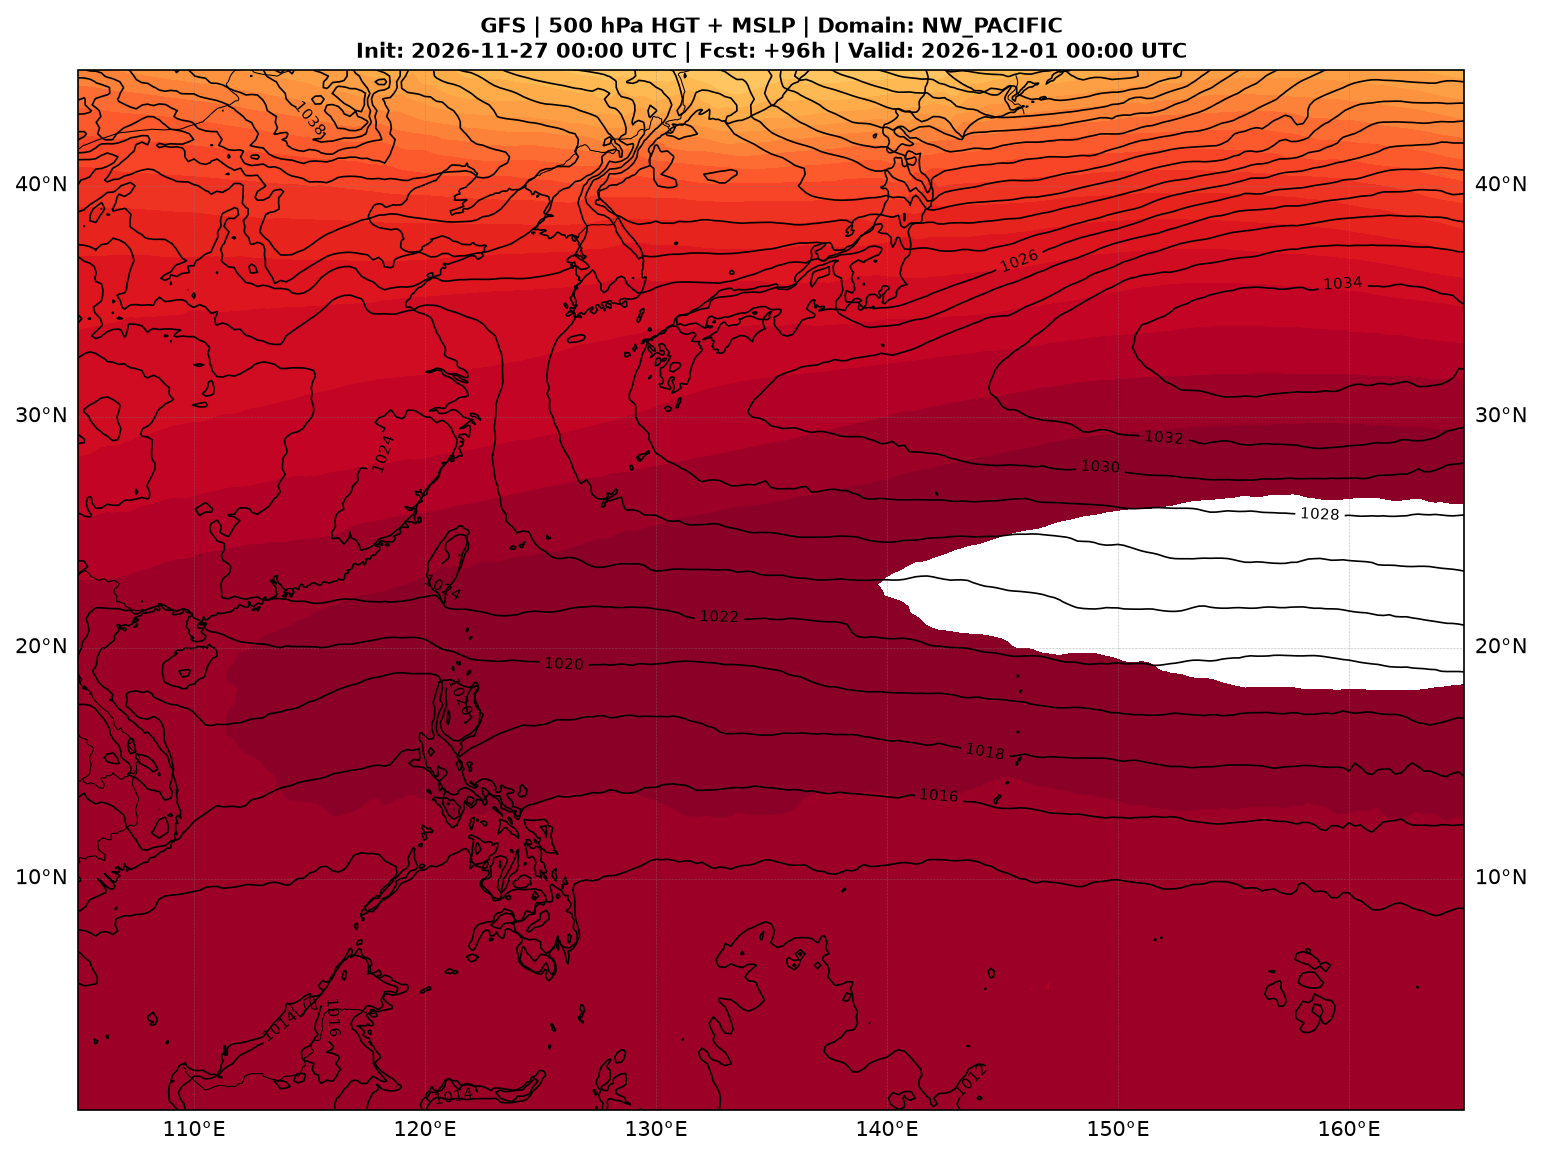 GFS | 500 hPa HGT + MSLP | Domain: NW_PACIFIC
Init: 2026-11-27 00:00 UTC | Fcst: +96h | Valid: 2026-12-01 00:00 UTC
1038
40°N
40°N
1026
1034
30°N
30°N
1024
1032
1030
1028
1024
1022
20°N
20°N
1020
1020
1018
1016
10°N
10°N
1014
1016
1012
1014
110°E
120°E
130°E
140°E
150°E
160°E